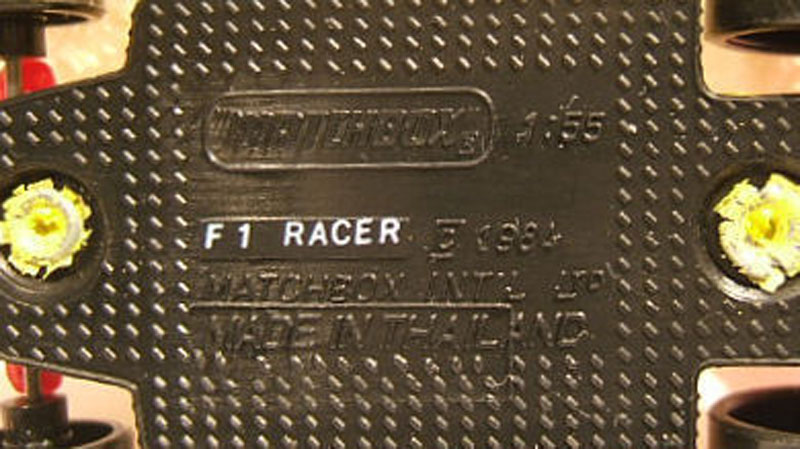 MATCHBOX ® 1:55
F1 RACER © 1984
MATCHBOX INT'L LTD
MADE IN THAILAND